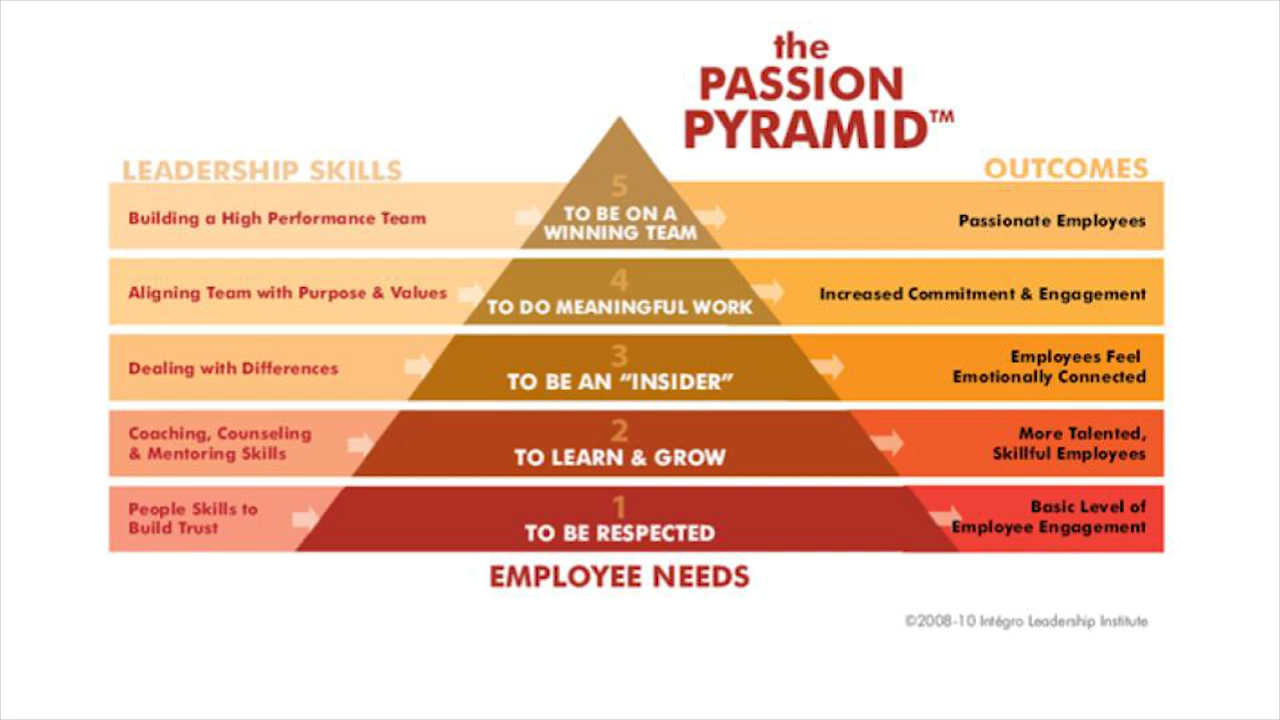 the
PASSION
PYRAMID™
LEADERSHIP SKILLS
OUTCOMES
Building a High Performance Team
5
TO BE ON A
WINNING TEAM
Passionate Employees
Aligning Team with Purpose & Values
4
TO DO MEANINGFUL WORK
Increased Commitment & Engagement
Dealing with Differences
3
TO BE AN “INSIDER”
Employees Feel
Emotionally Connected
Coaching, Counseling
& Mentoring Skills
2
TO LEARN & GROW
More Talented,
Skillful Employees
People Skills to
Build Trust
1
TO BE RESPECTED
Basic Level of
Employee Engagement
EMPLOYEE NEEDS
©2008-10 Intégro Leadership Institute